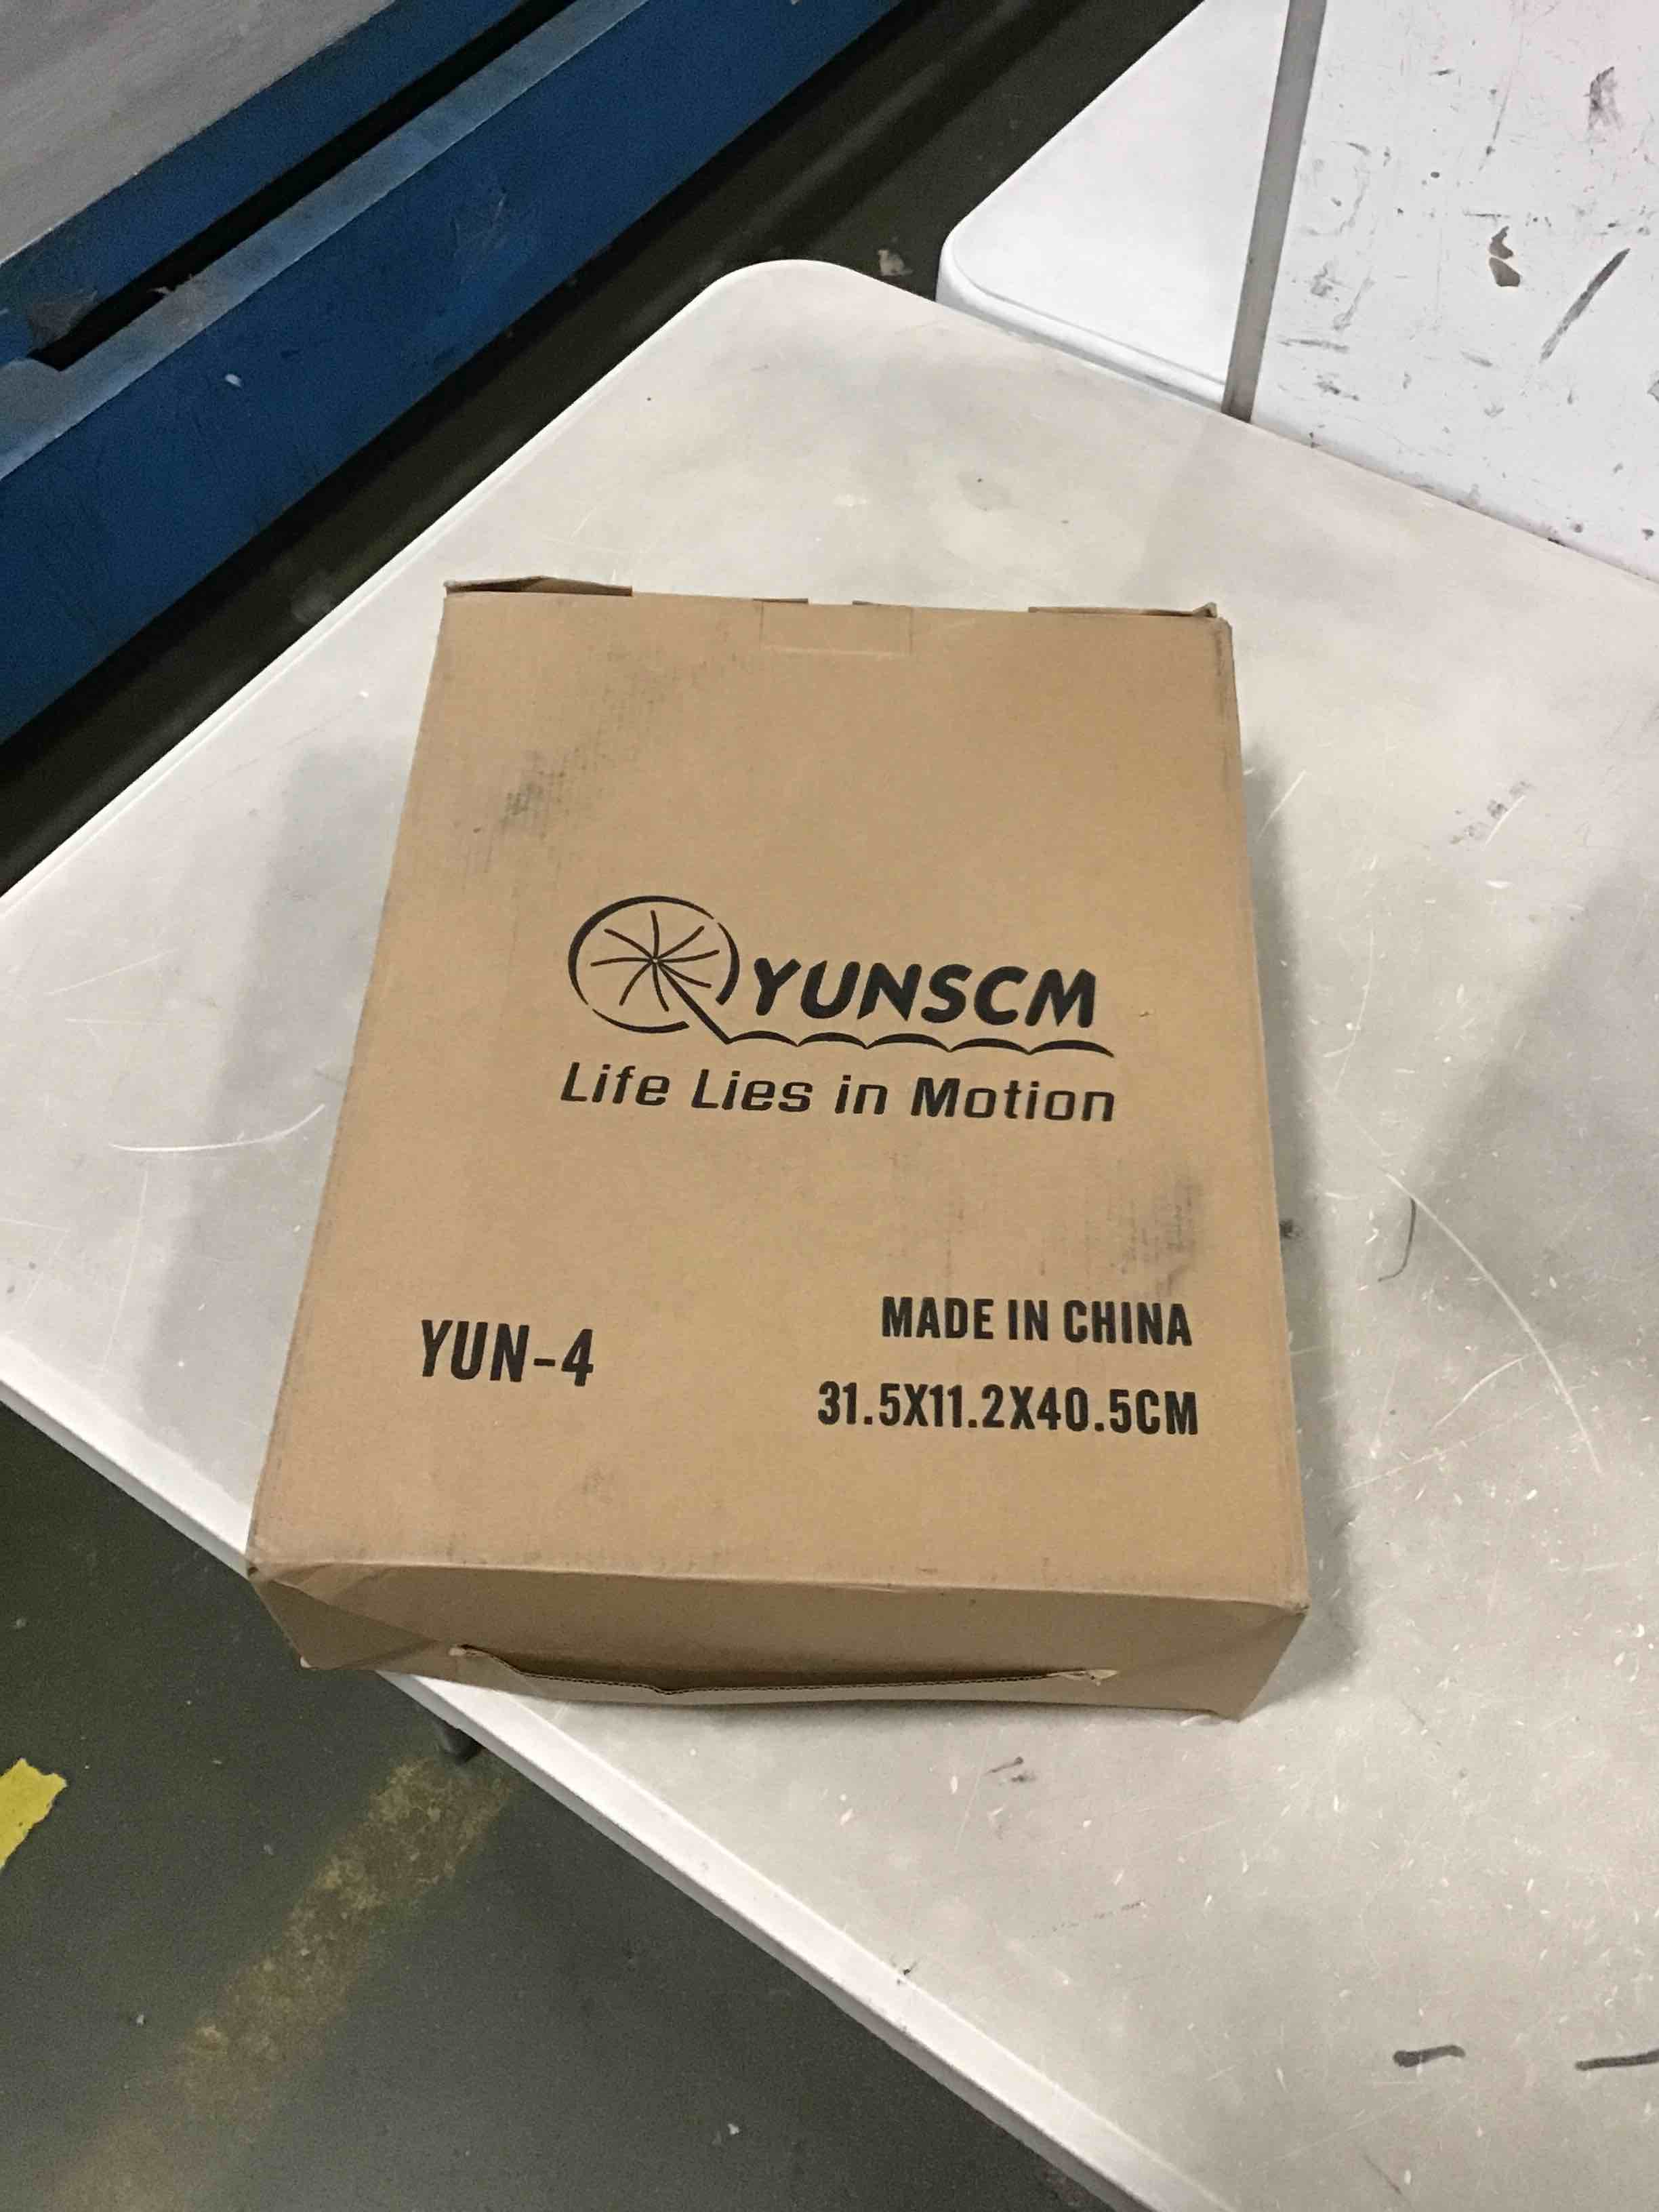 YUNSCM
Life Lies in Motion
MADE IN CHINA
YUN-4
31.5X11.2X40.5CM